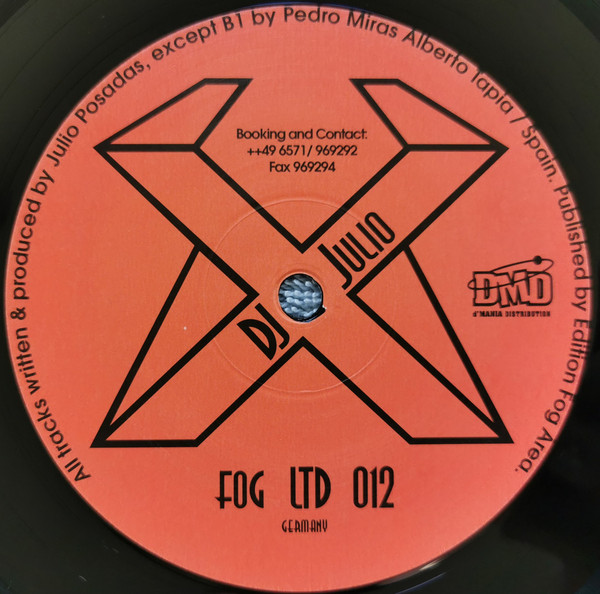 All tracks written & produced by Julio Posadas, except B1 by Pedro Miras Alberto Tapia / Spain. Published by Edition Fog Area.
Booking and Contact:
++49 6571/ 969292
Fax 969294
DJ Julio
DMD
d'MANIA DISTRIBUTION
FOG LTD 012
GERMANY